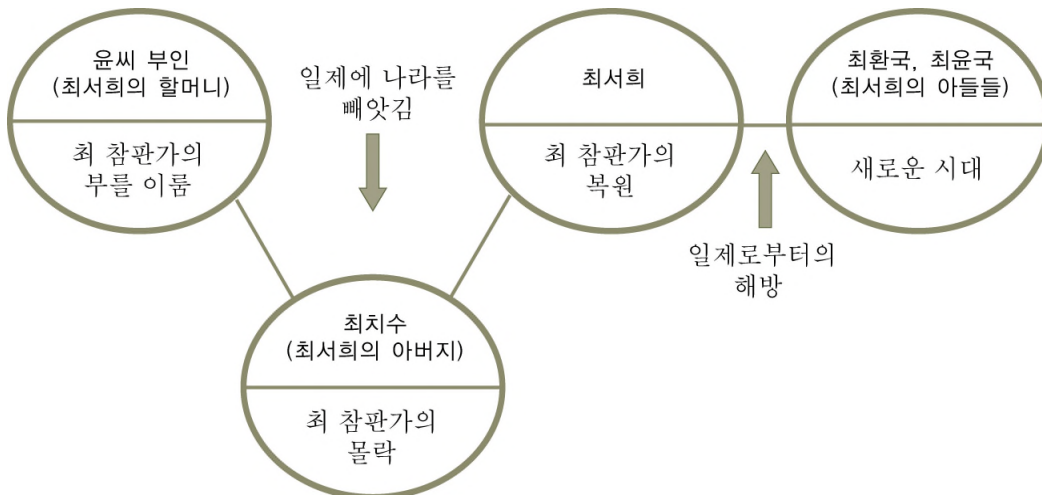 윤씨 부인
(최서희의 할머니)
최 참판가의
부를 이룸
일제에 나라를
빼앗김
최치수
(최서희의 아버지)
최 참판가의
몰락
최서희
최 참판가의
복원
일제로부터의
해방
최환국, 최윤국
(최서희의 아들들)
새로운 시대